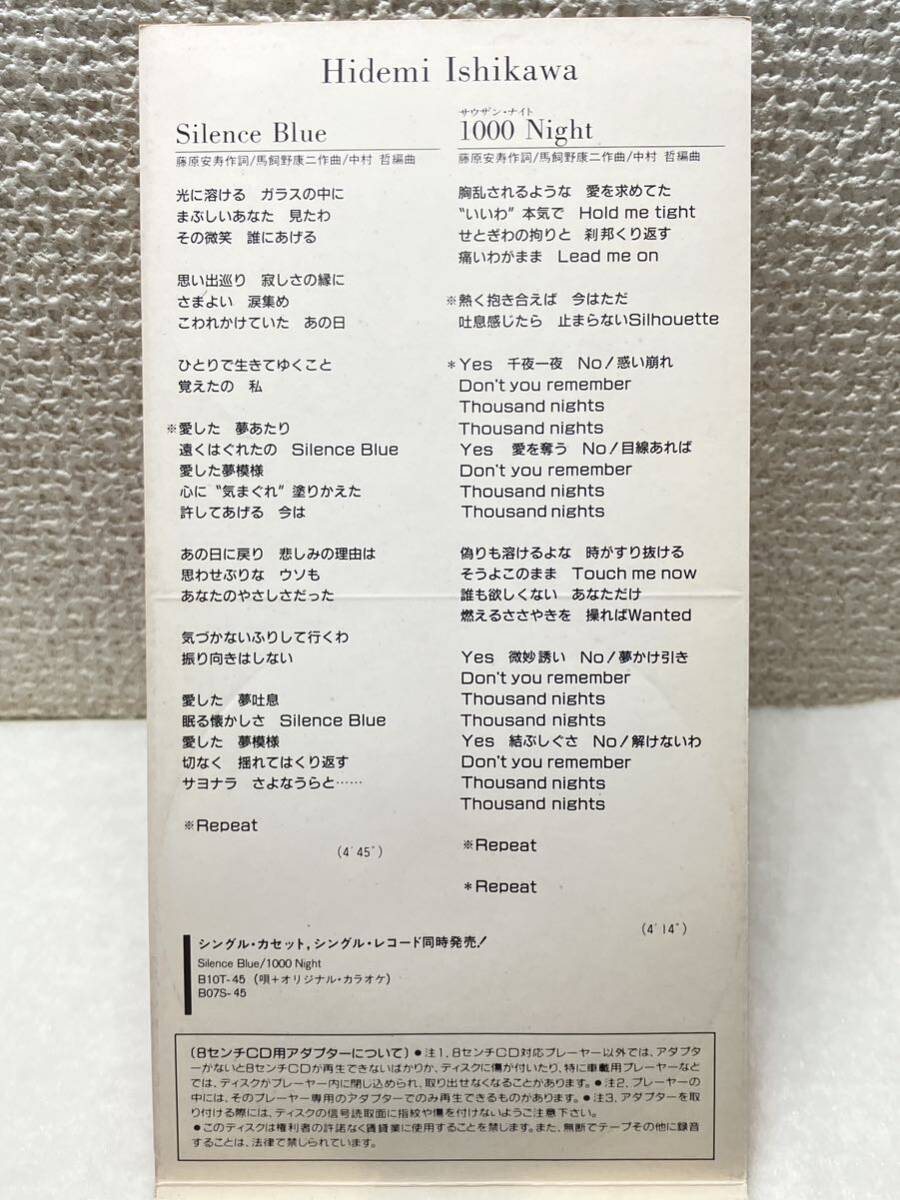 Hidemi Ishikawa
Silence Blue
藤原安寿作詞/馬飼野康二作曲/中村 哲編曲
光に溶ける ガラスの中に
まぶしいあなた 見たわ
その微笑 誰にあげる
思い出巡り 寂しさの縁に
さまよい 涙集め
こわれかけていた あの日
ひとりで生きてゆくこと
覚えたの 私
※愛した 夢あたり
遠くはぐれたの Silence Blue
愛した夢模様
心に“気まぐれ”塗りかえた
許してあげる 今は
あの日に戻り 悲しみの理由は
思わせぶりな ウソも
あなたのやさしさだった
気づかないふりして行くわ
振り向きはしない
愛した 夢吐息
眠る懐かしさ Silence Blue
愛した 夢模様
切なく 揺れてはくり返す
サヨナラ さよなうらと……
※Repeat
(4'45")
サウザン・ナイト
1000 Night
藤原安寿作詞/馬飼野康二作曲/中村 哲編曲
胸乱されるような 愛を求めてた
“いいわ”本気で Hold me tight
せとぎわの拘りと 刹邦くり返す
痛いわがまま Lead me on
※熱く抱き合えば 今はただ
吐息感じたら 止まらないSilhouette
＊Yes 千夜一夜 No/惑い崩れ
Don't you remember
Thousand nights
Thousand nights
Yes 愛を奪う No/目線あれば
Don't you remember
Thousand nights
Thousand nights
偽りも溶けるよな 時がすり抜ける
そうよこのまま Touch me now
誰も欲しくない あなただけ
燃えるささやきを 操ればWanted
Yes 微妙誘い No/夢かけ引き
Don't you remember
Thousand nights
Thousand nights
Yes 結ぶしぐさ No/解けないわ
Don't you remember
Thousand nights
Thousand nights
※Repeat
＊Repeat
(4'14")
シングル・カセット,シングル・レコード同時発売!
Silence Blue/1000 Night
B10T-45 (唄+オリジナル・カラオケ)
B07S-45
(8センチCD用アダプターについて)●注1.8センチCD対応プレーヤー以外では、アダプタ
ーがないと8センチCDが再生できないばかりか、ディスクに傷が付いたり、特に車載用プレーヤーなど
では、ディスクがプレーヤー内に閉じ込められ、取り出せなくなることがあります。●注2.プレーヤーの
中には、そのプレーヤー専用のアダプターでのみ再生できるものがあります。●注3.アダプターを取
り付ける際には、ディスクの信号読取面に指紋や傷を付けないようご注意下さい。
●このディスクは権利者の許諾なく賃貸業に使用することを禁じます。また、無断でテープその他に録音
することは、法律で禁じられています。